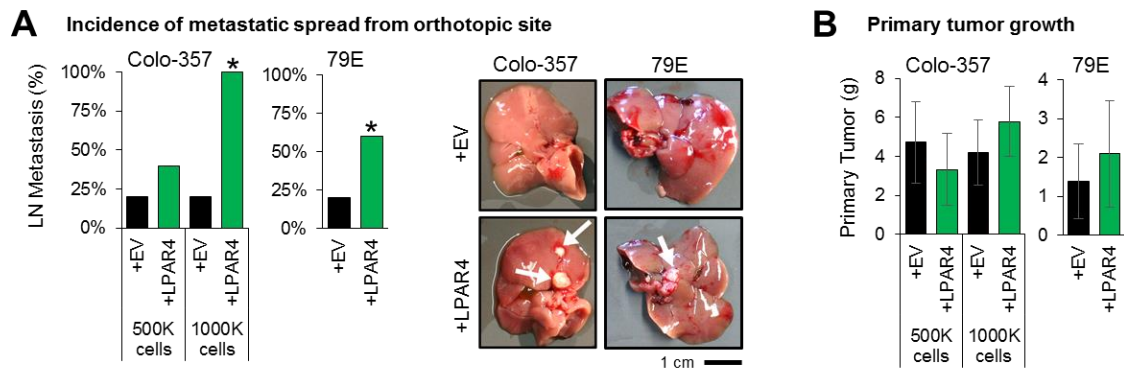 A Incidence of metastatic spread from orthotopic site
Colo-357
79E
LN Metastasis (%)
100%
75%
50%
25%
0%
*
+EV
+LPAR4
+EV
+LPAR4
500K
cells
1000K
cells
100%
75%
50%
25%
0%
*
+EV
+LPAR4
Colo-357
79E
+EV
+LPAR4
1 cm
B Primary tumor growth
Colo-357
79E
Primary Tumor (g)
8
6
4
2
0
+EV
+LPAR4
+EV
+LPAR4
500K
cells
1000K
cells
4
3
2
1
0
+EV
+LPAR4